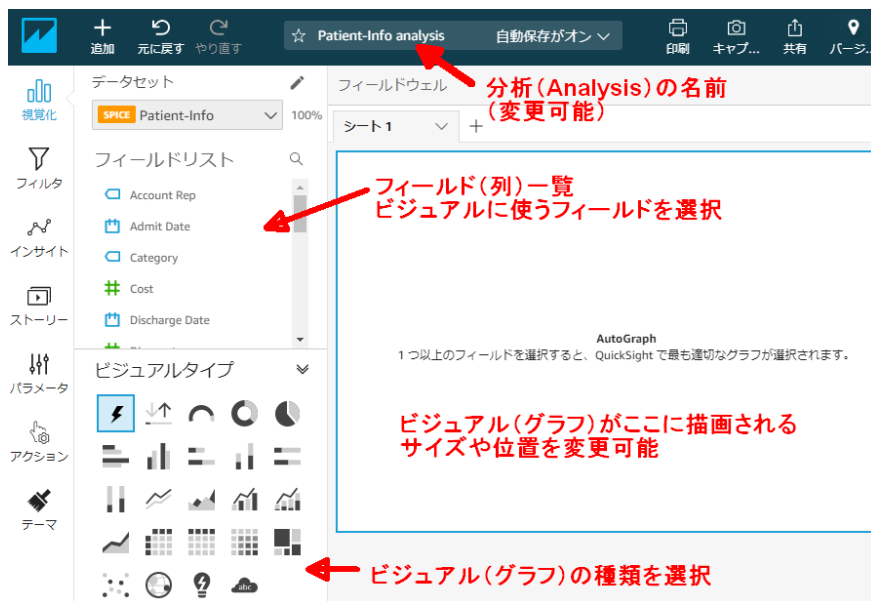 追加
元に戻す
やり直す
☆ Patient-Info analysis
自動保存がオン
印刷
キャプ...
共有
パージ...
視覚化
フィルタ
インサイト
ストーリー
パラメータ
アクション
テーマ
データセット
SPICE Patient-Info
100%
フィールドリスト
Account Rep
Admit Date
Category
Cost
Discharge Date
ビジュアルタイプ
abc
フィールドウェル
シート 1
分析(Analysis)の名前
(変更可能)
フィールド(列)一覧
ビジュアルに使うフィールドを選択
AutoGraph
1 つ以上のフィールドを選択すると、QuickSight で最も適切なグラフが選択されます。
ビジュアル(グラフ)がここに描画される
サイズや位置を変更可能
ビジュアル(グラフ)の種類を選択